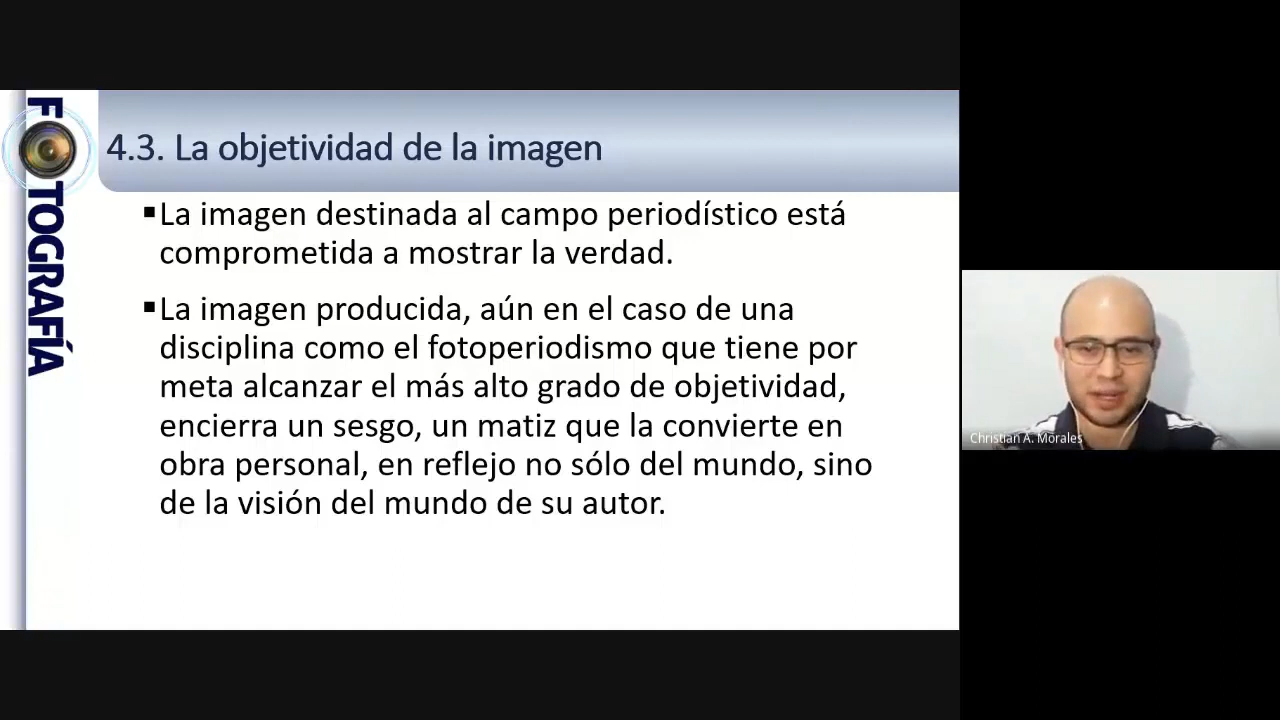 FOTOGRAFÍA
4.3. La objetividad de la imagen
▪La imagen destinada al campo periodístico está
comprometida a mostrar la verdad.
▪La imagen producida, aún en el caso de una
disciplina como el fotoperiodismo que tiene por
meta alcanzar el más alto grado de objetividad,
encierra un sesgo, un matiz que la convierte en
obra personal, en reflejo no sólo del mundo, sino
de la visión del mundo de su autor.
Christian A. Morales